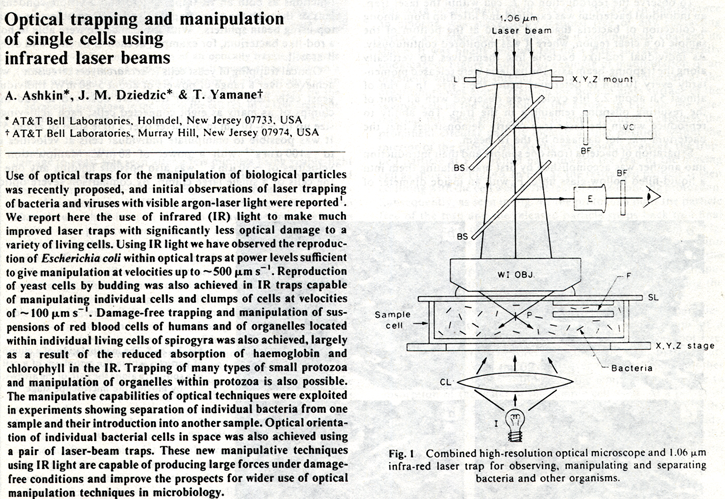 Optical trapping and manipulation
of single cells using
infrared laser beams
A. Ashkin*, J. M. Dziedzic* & T. Yamane†
* AT&T Bell Laboratories, Holmdel, New Jersey 07733, USA
† AT&T Bell Laboratories, Murray Hill, New Jersey 07974, USA
Use of optical traps for the manipulation of biological particles
was recently proposed, and initial observations of laser trapping
of bacteria and viruses with visible argon-laser light were reported¹.
We report here the use of infrared (IR) light to make much
improved laser traps with significantly less optical damage to a
variety of living cells. Using IR light we have observed the reproduc-
tion of Escherichia coli within optical traps at power levels sufficient
to give manipulation at velocities up to ~500 μm s⁻¹. Reproduction
of yeast cells by budding was also achieved in IR traps capable
of manipulating individual cells and clumps of cells at velocities
of ~100 μm s⁻¹. Damage-free trapping and manipulation of sus-
pensions of red blood cells of humans and of organelles located
within individual living cells of spirogyra was also achieved, largely
as a result of the reduced absorption of haemoglobin and
chlorophyll in the IR. Trapping of many types of small protozoa
and manipulation of organelles within protozoa is also possible.
The manipulative capabilities of optical techniques were exploited
in experiments showing separation of individual bacteria from one
sample and their introduction into another sample. Optical orienta-
tion of individual bacterial cells in space was also achieved using
a pair of laser-beam traps. These new manipulative techniques
using IR light are capable of producing large forces under damage-
free conditions and improve the prospects for wider use of optical
manipulation techniques in microbiology.
1.06 μm
Laser beam
L
X,Y,Z mount
VC
BF
BS
BF
E
BS
WI OBJ.
F
SL
Sample
cell
P
X,Y,Z stage
Bacteria
CL
I
Fig. 1 Combined high-resolution optical microscope and 1.06 μm
infra-red laser trap for observing, manipulating and separating
bacteria and other organisms.